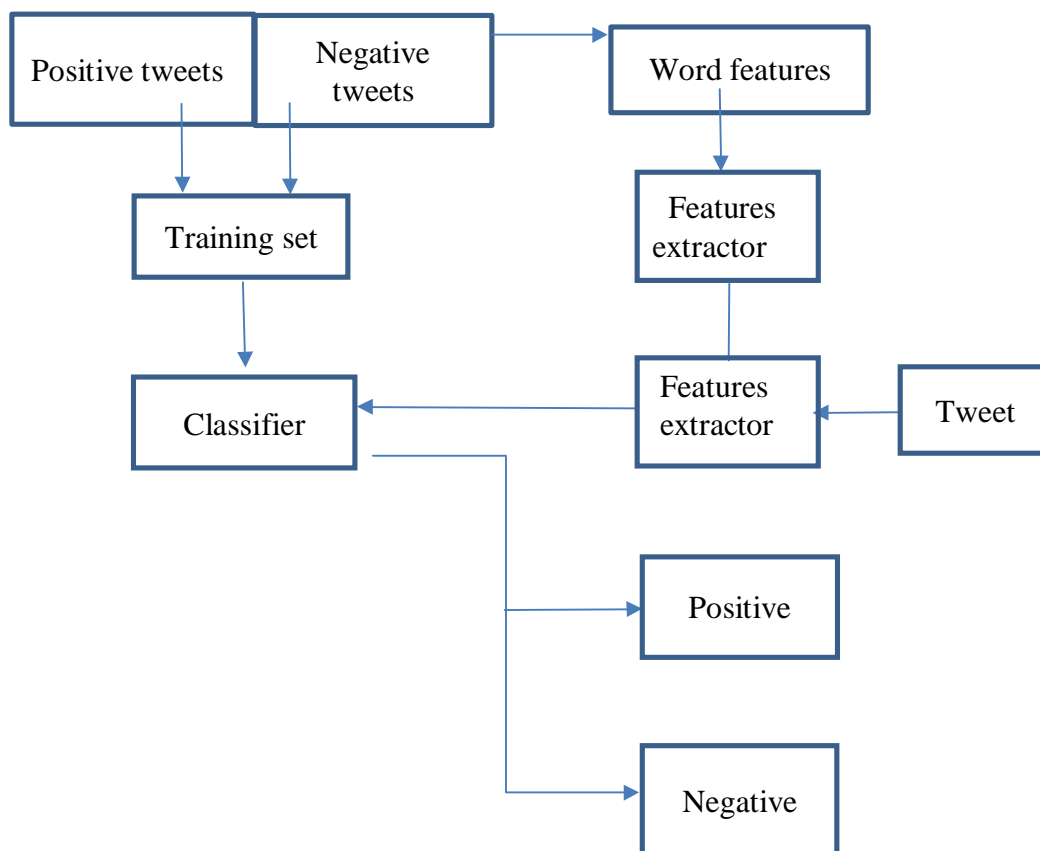 Positive tweets
Negative
tweets
Word features
Training set
Features
extractor
Classifier
Features
extractor
Tweet
Positive
Negative